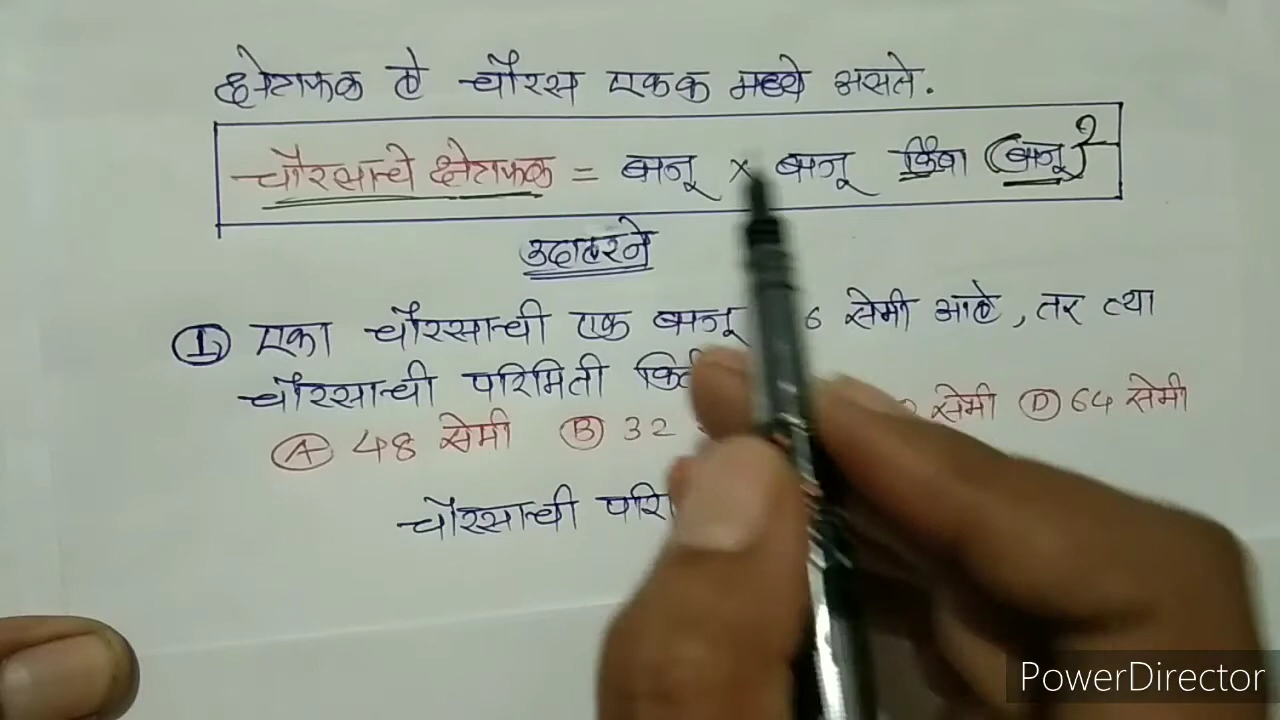 क्षेत्रफळ हे चौरस एकक मध्ये असते.
चौरसाचे क्षेत्रफळ = बाजू × बाजू किंवा (बाजू)²
उदाहरने
① एका चौरसाची एक बाजू 6 सेमी आहे, तर त्या
चौरसाची परिमिती
Ⓐ 48 सेमी Ⓑ 32 सेमी Ⓓ 64 सेमी
चौरसाची
PowerDirector